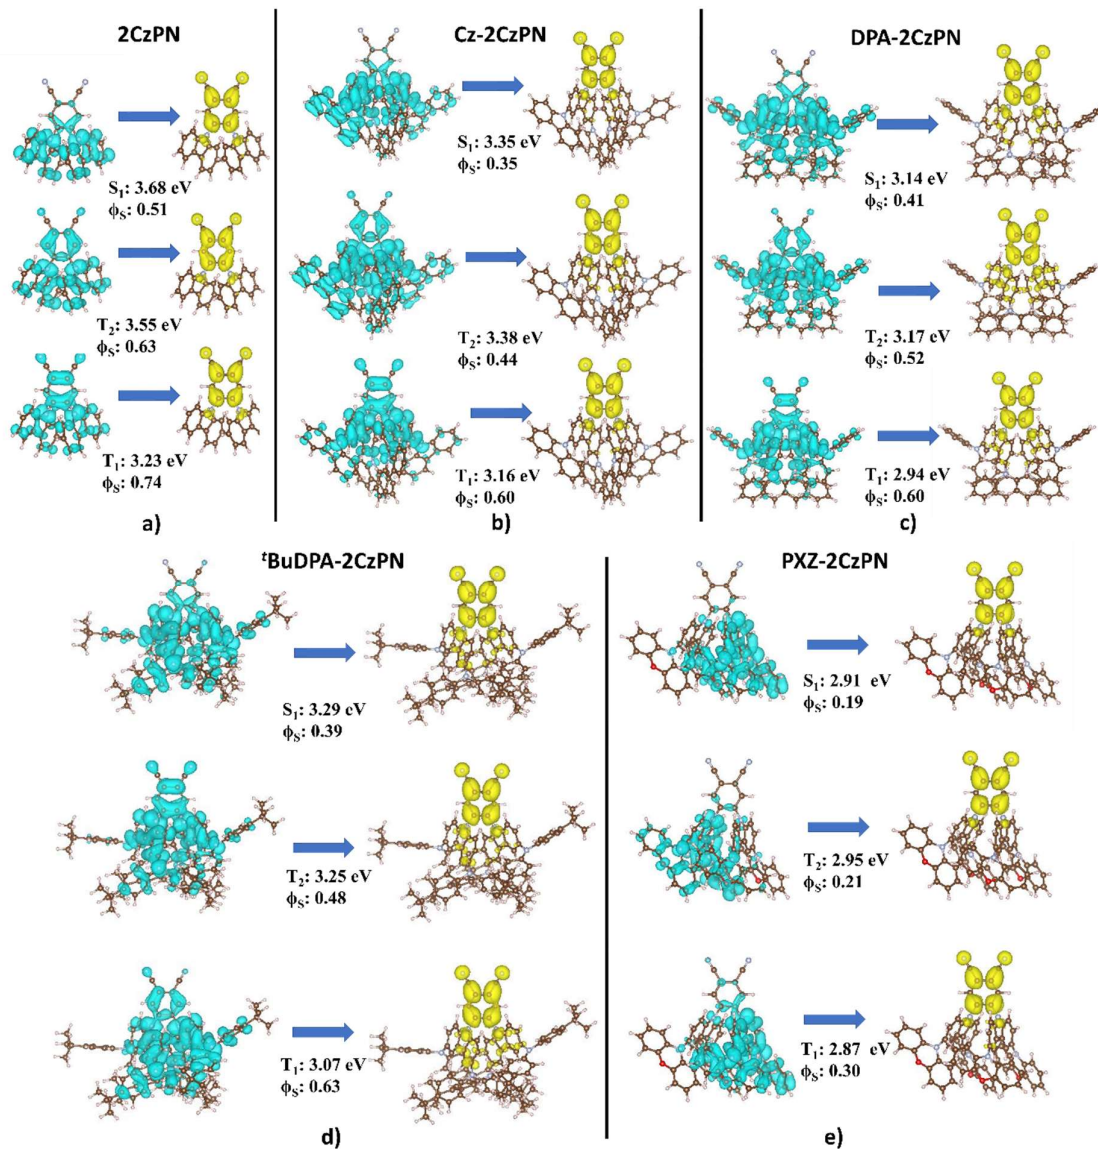 2CzPN
S₁: 3.68 eV
ϕS: 0.51
T₂: 3.55 eV
ϕS: 0.63
T₁: 3.23 eV
ϕS: 0.74
a)
Cz-2CzPN
S₁: 3.35 eV
ϕS: 0.35
T₂: 3.38 eV
ϕS: 0.44
T₁: 3.16 eV
ϕS: 0.60
b)
DPA-2CzPN
S₁: 3.14 eV
ϕS: 0.41
T₂: 3.17 eV
ϕS: 0.52
T₁: 2.94 eV
ϕS: 0.60
c)
ᵗBuDPA-2CzPN
S₁: 3.29 eV
ϕS: 0.39
T₂: 3.25 eV
ϕS: 0.48
T₁: 3.07 eV
ϕS: 0.63
d)
PXZ-2CzPN
S₁: 2.91 eV
ϕS: 0.19
T₂: 2.95 eV
ϕS: 0.21
T₁: 2.87 eV
ϕS: 0.30
e)